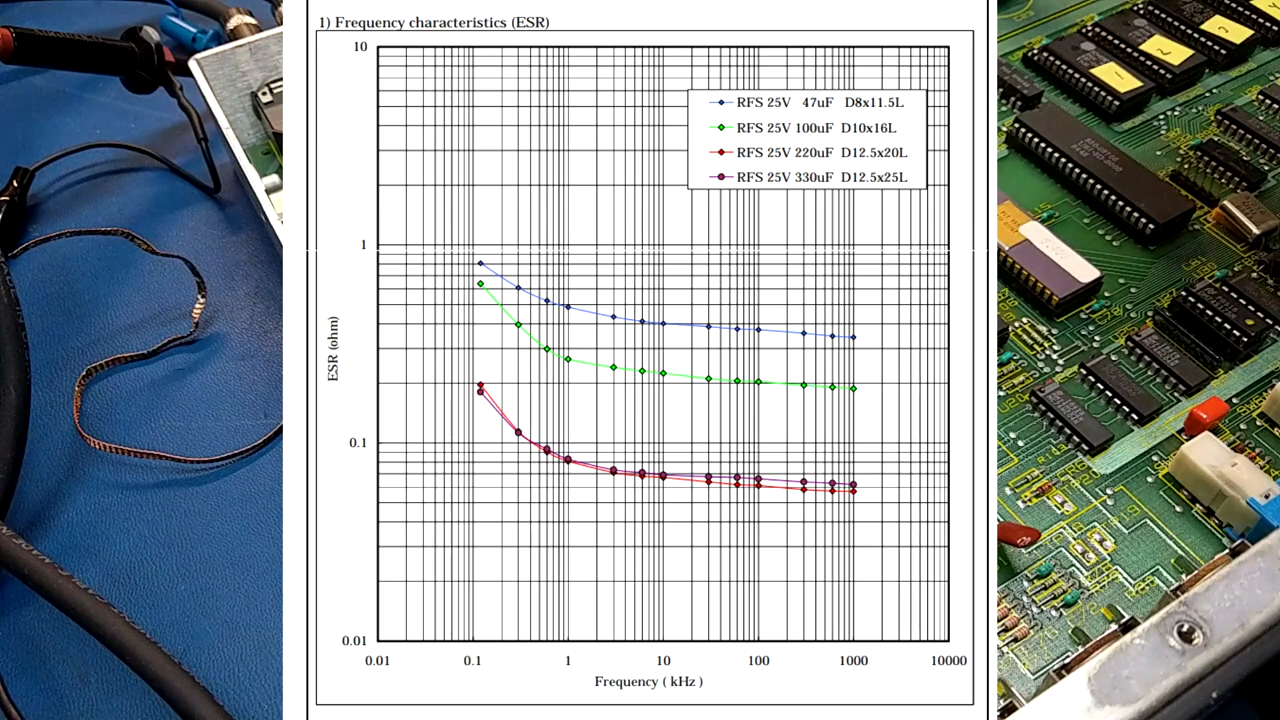 1) Frequency characteristics (ESR)
10
RFS 25V 47uF D8x11.5L
RFS 25V 100uF D10x16L
RFS 25V 220uF D12.5x20L
RFS 25V 330uF D12.5x25L
1
ESR (ohm)
0.1
0.01
0.01 0.1 1 10 100 1000 10000
Frequency ( kHz )